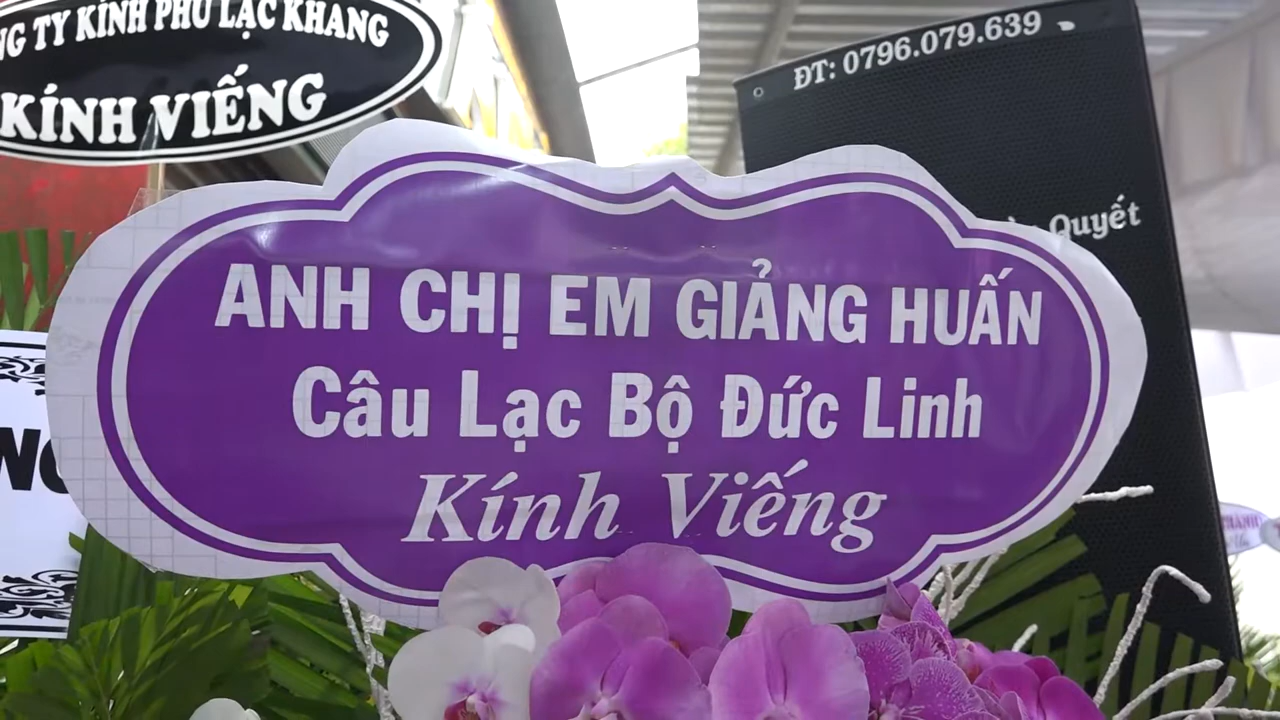 TY KÍNH PHÚ LẠC KHANG
KÍNH VIẾNG
ĐT: 0796.079.639
Quyết
ANH CHỊ EM GIẢNG HUẤN
Câu Lạc Bộ Đức Linh
Kính Viếng